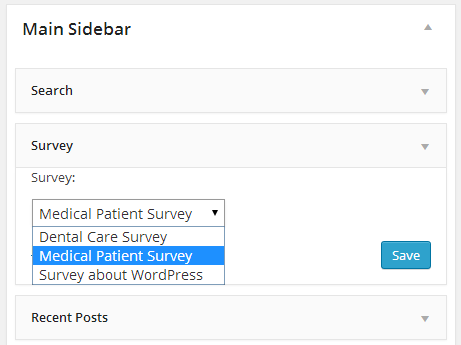 Main Sidebar
Search
Survey
Survey:
Medical Patient Survey
Dental Care Survey
Medical Patient Survey
Survey about WordPress
Save
Recent Posts